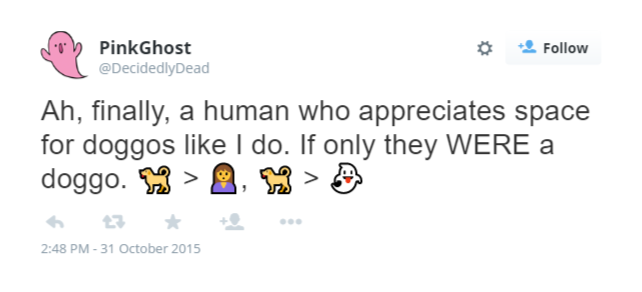 PinkGhost
@DecidedlyDead
Follow
Ah, finally, a human who appreciates space
for doggos like I do. If only they WERE a
doggo. 🐕 > 🙍‍♀️, 🐕 > 👻
2:48 PM - 31 October 2015